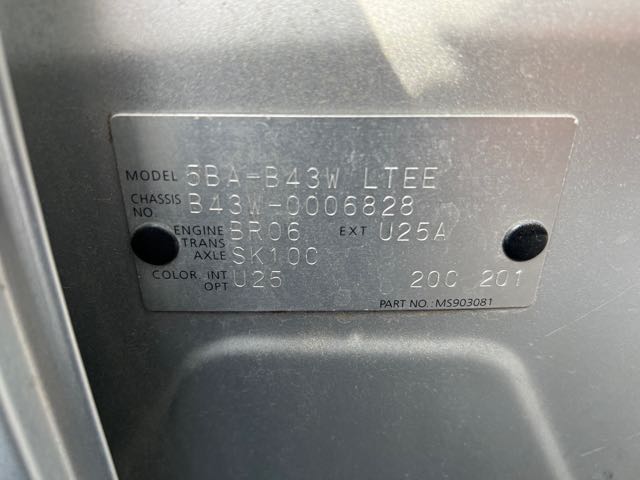 MODEL 5BA-B43W LTEE
CHASSIS NO. B43W-0006828
ENGINE BR06 EXT U25A
TRANS AXLE SK10C
COLOR. INT U25 20C 201
OPT
PART NO.: MS903081